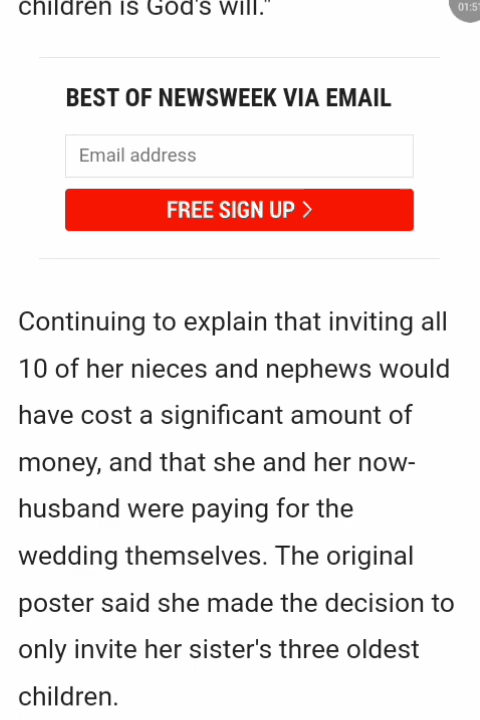 children is God's will."
BEST OF NEWSWEEK VIA EMAIL
Email address
FREE SIGN UP >
Continuing to explain that inviting all
10 of her nieces and nephews would
have cost a significant amount of
money, and that she and her now-
husband were paying for the
wedding themselves. The original
poster said she made the decision to
only invite her sister's three oldest
children.